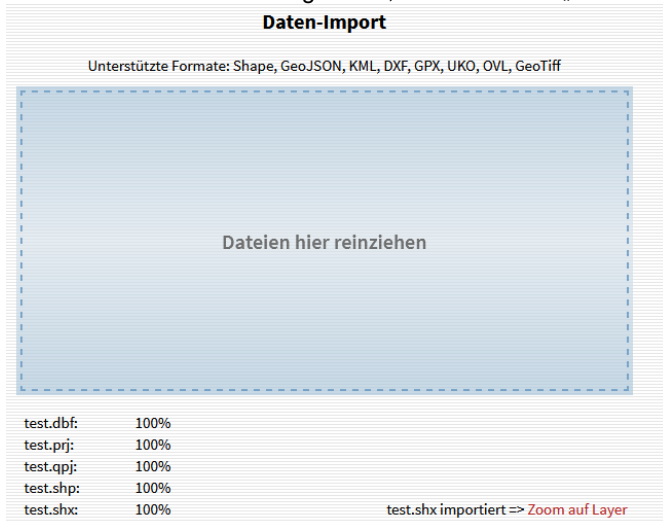 Daten-Import
Unterstützte Formate: Shape, GeoJSON, KML, DXF, GPX, UKO, OVL, GeoTiff
Dateien hier reinziehen
test.dbf: 100%
test.prj: 100%
test.qpj: 100%
test.shp: 100%
test.shx: 100% test.shx importiert => Zoom auf Layer